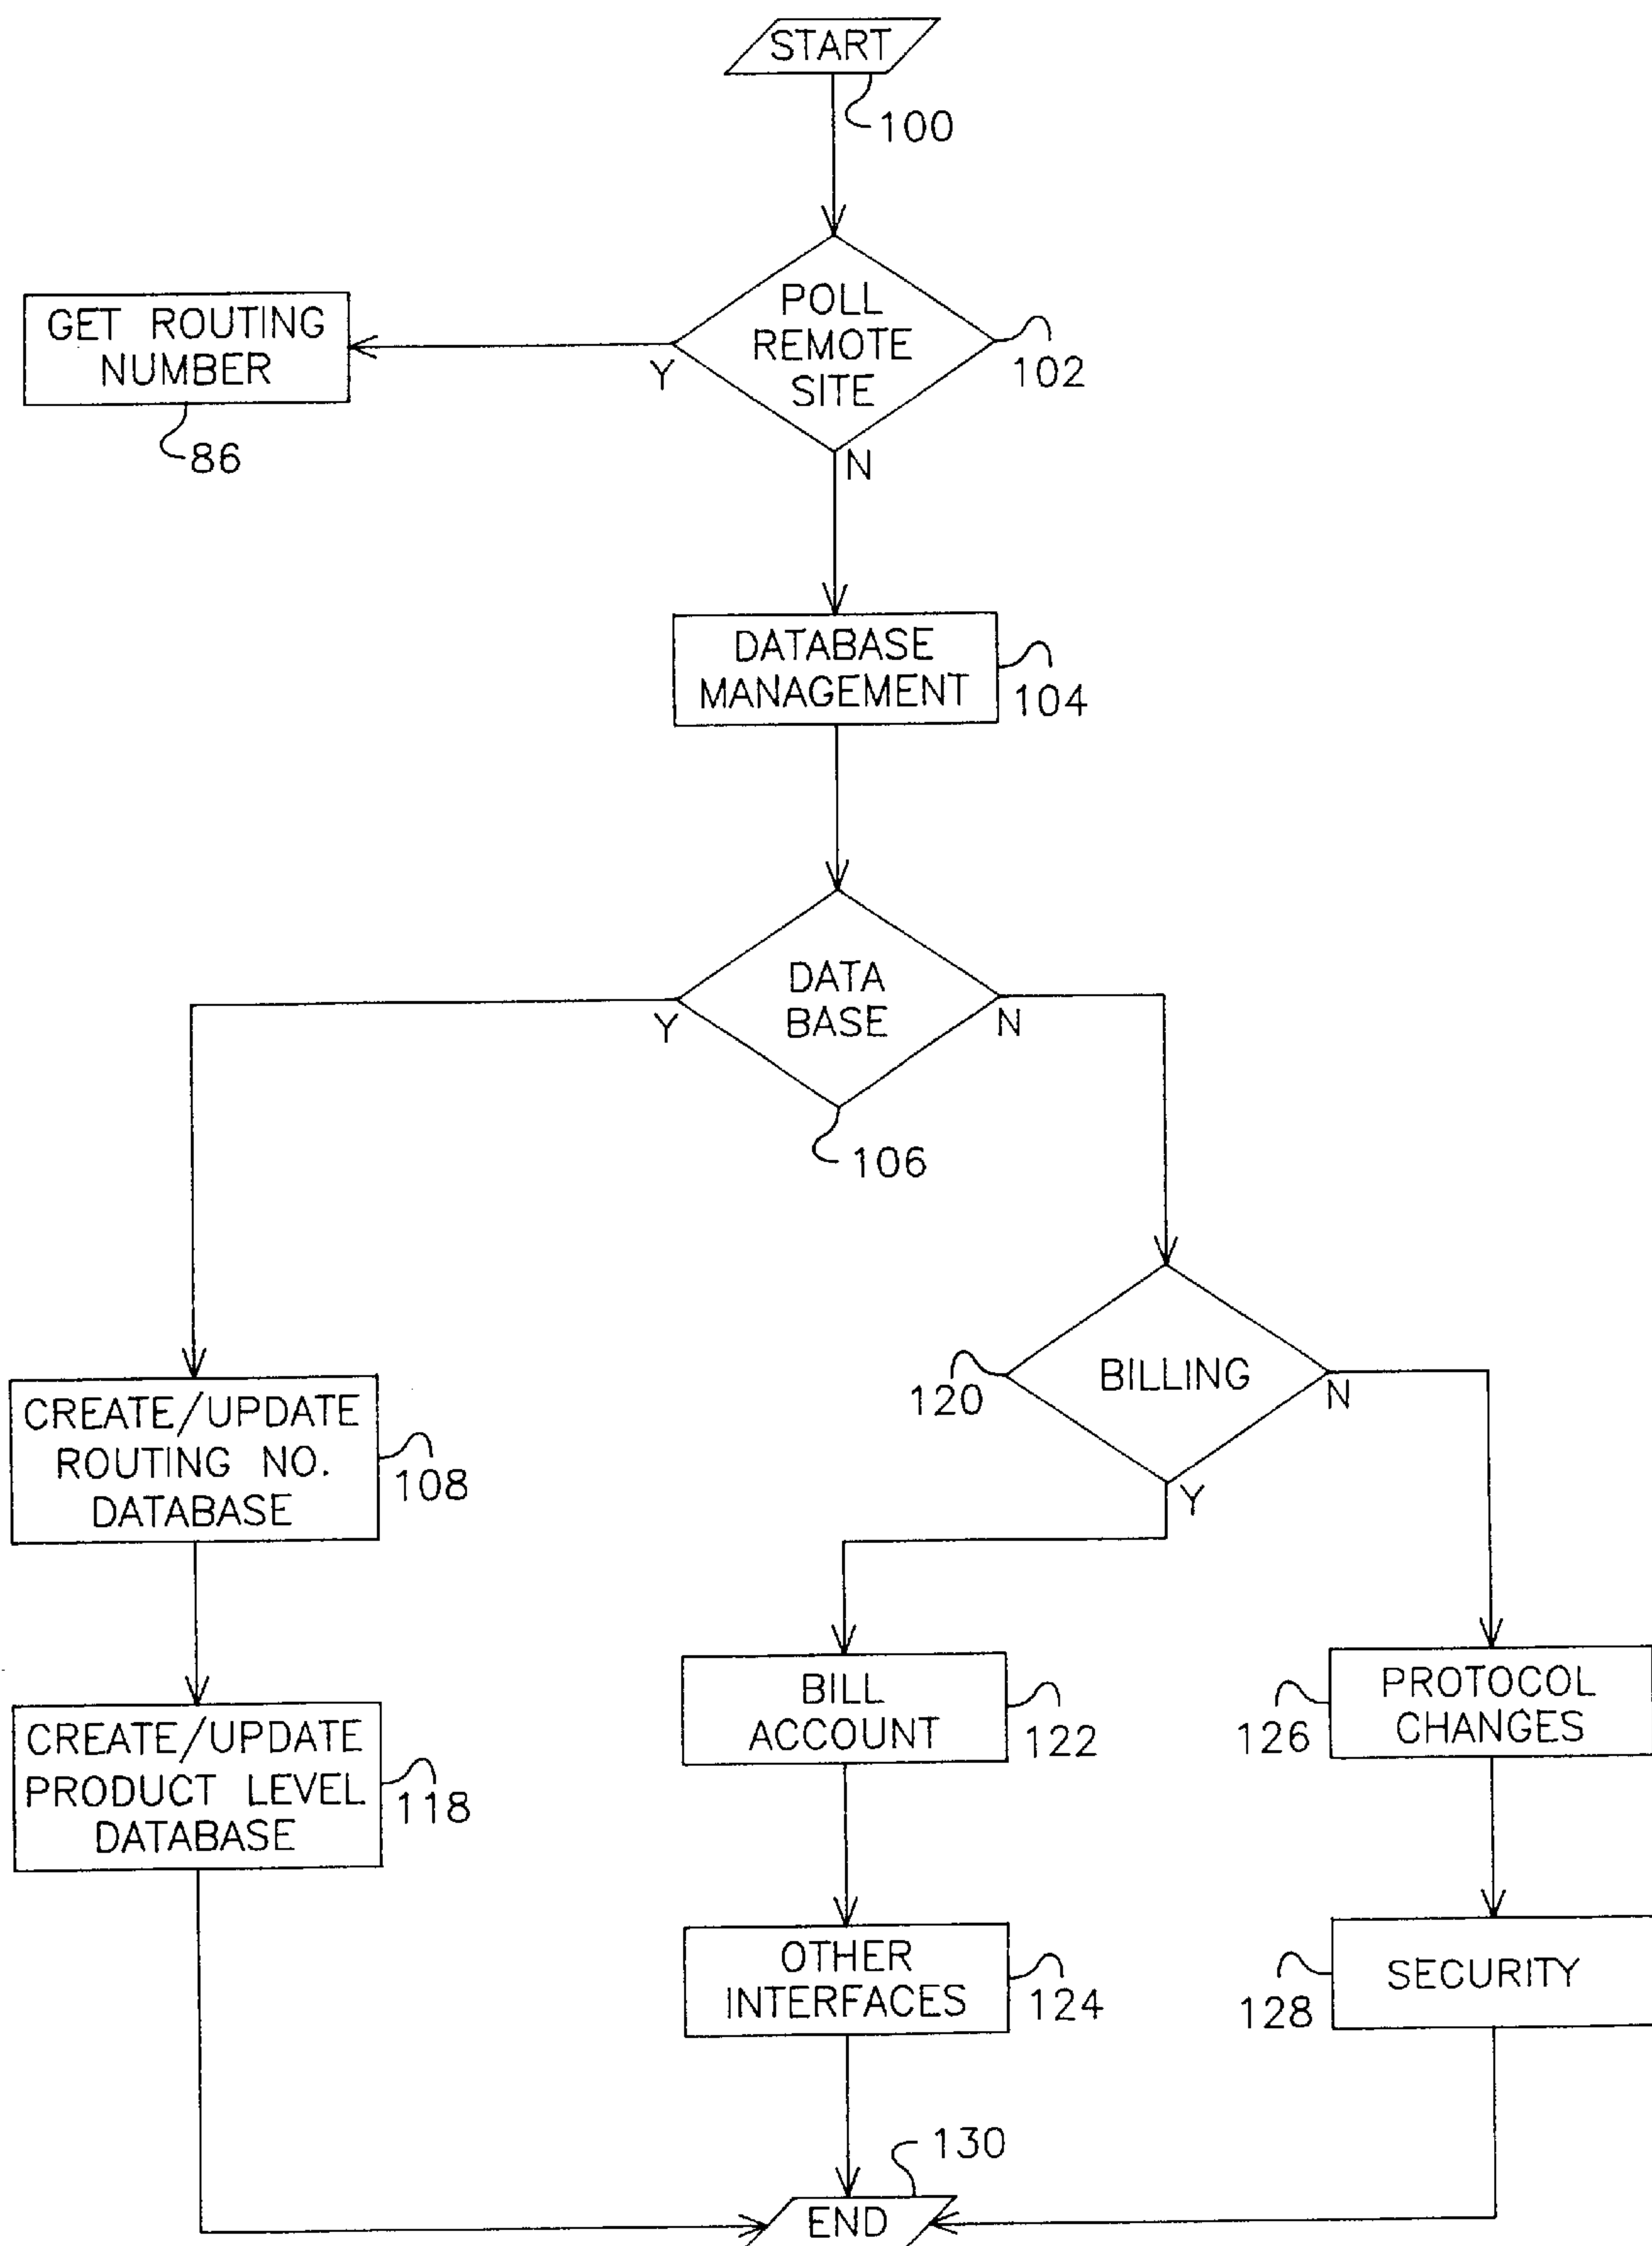 START
100
POLL
REMOTE
SITE
102
Y
N
GET ROUTING
NUMBER
86
DATABASE
MANAGEMENT
104
DATA
BASE
Y
N
106
BILLING
120
N
Y
CREATE/UPDATE
ROUTING NO.
DATABASE
108
BILL
ACCOUNT
122
PROTOCOL
CHANGES
126
CREATE/UPDATE
PRODUCT LEVEL
DATABASE
118
OTHER
INTERFACES
124
SECURITY
128
130
END